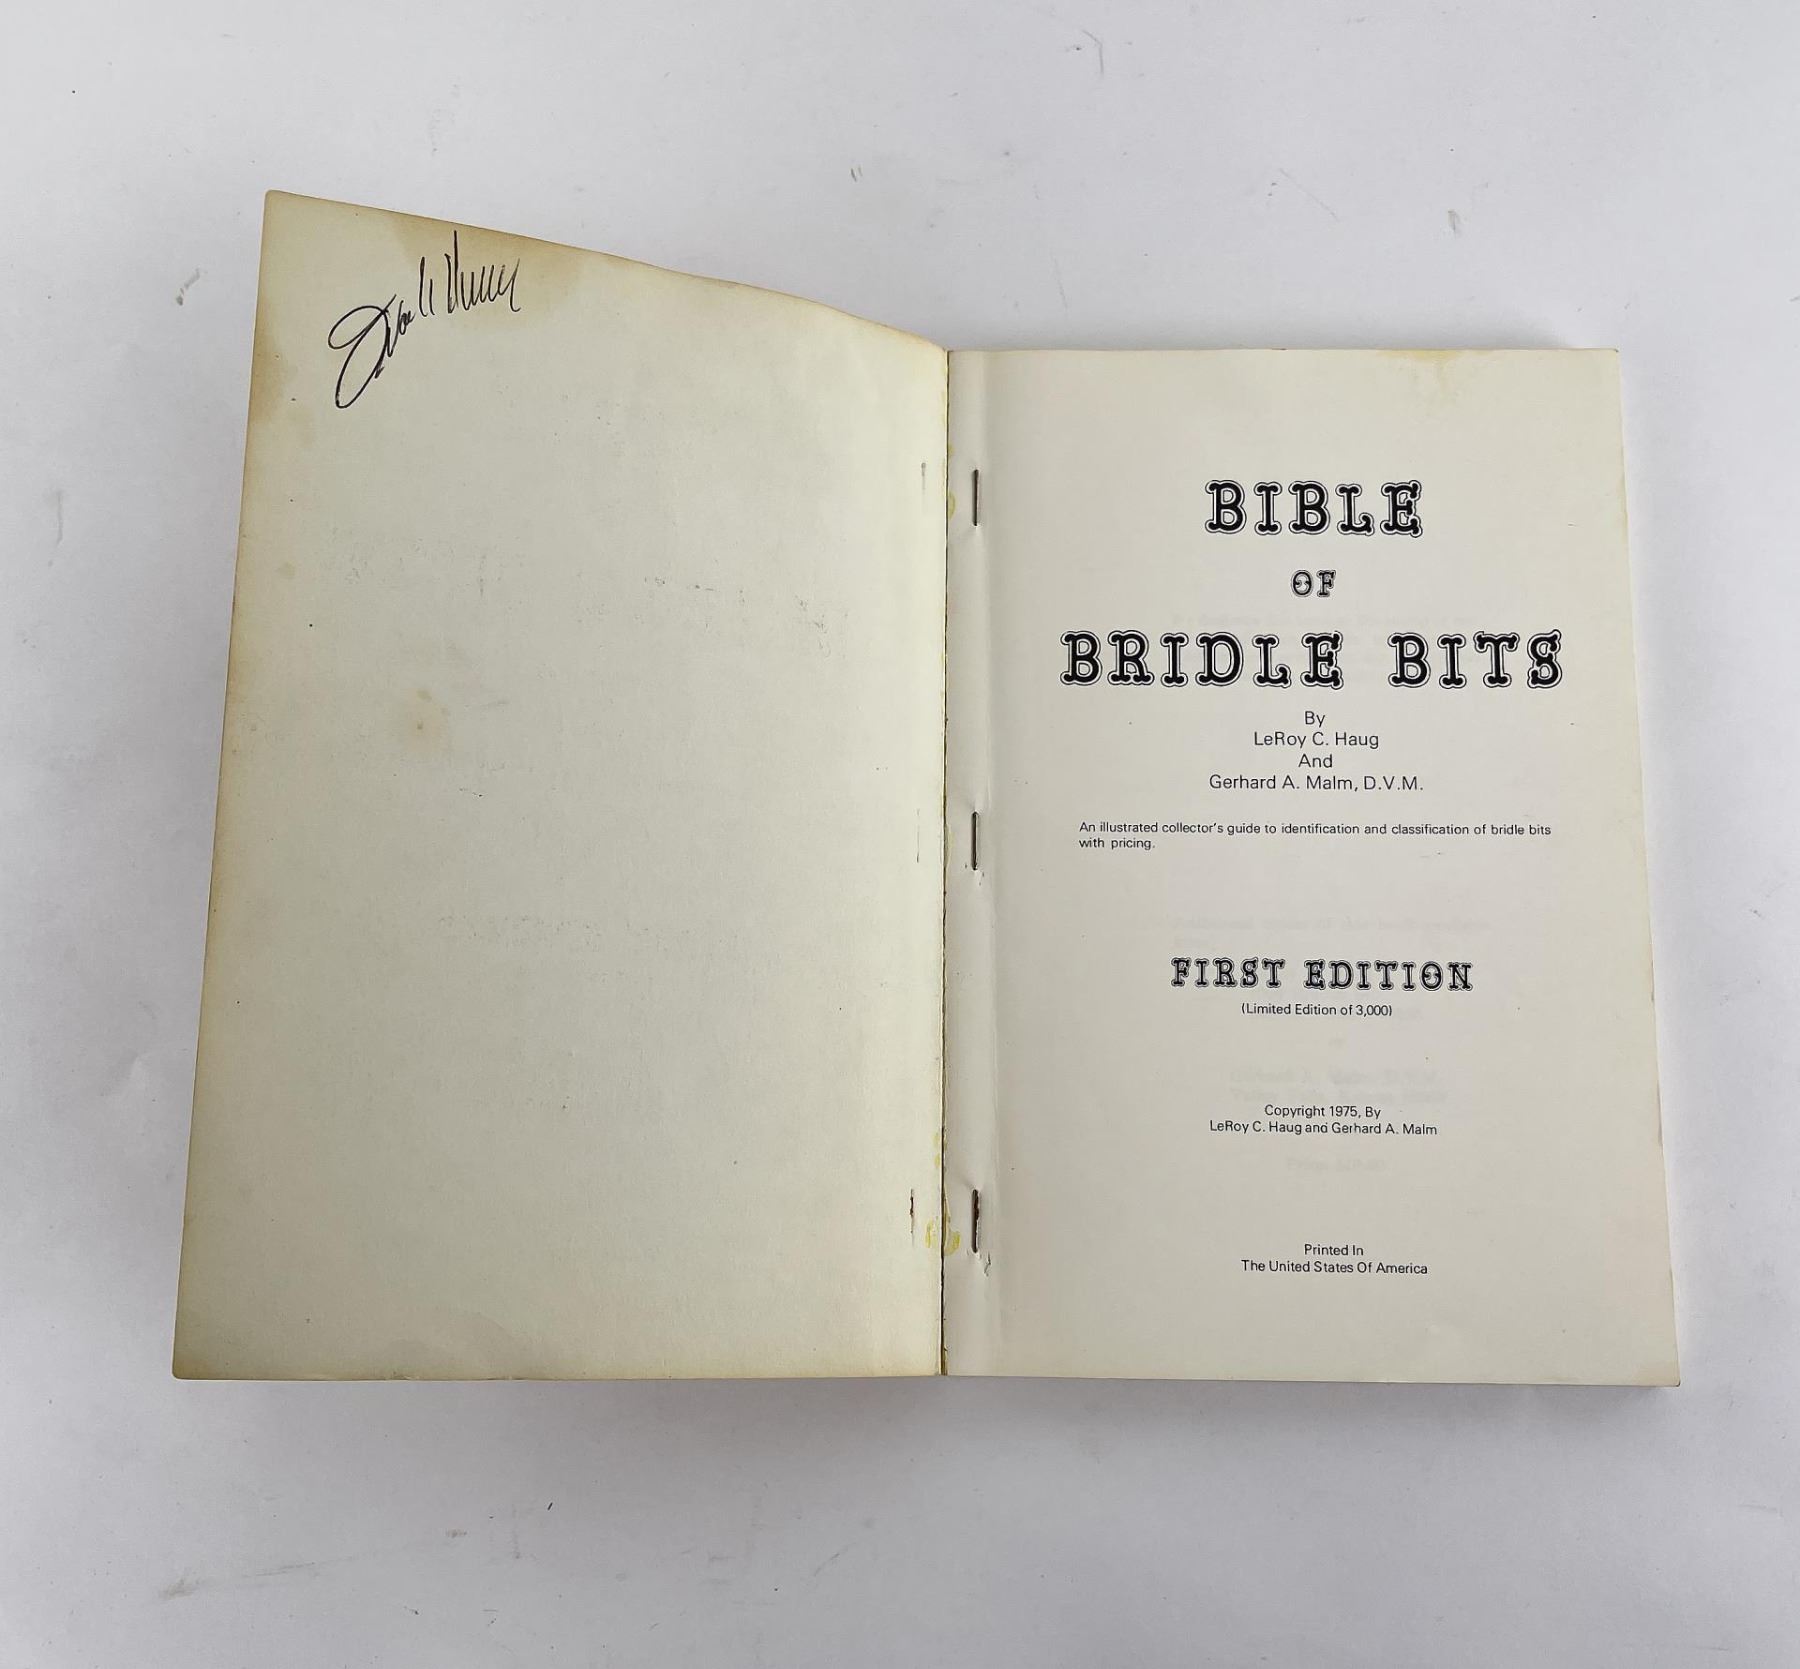 BIBLE
OF
BRIDLE BITS
By
LeRoy C. Haug
And
Gerhard A. Malm, D.V.M.
An illustrated collector's guide to identification and classification of bridle bits
with pricing.
FIRST EDITION
(Limited Edition of 3,000)
Copyright 1975, By
LeRoy C. Haug and Gerhard A. Malm
Printed In
The United States Of America